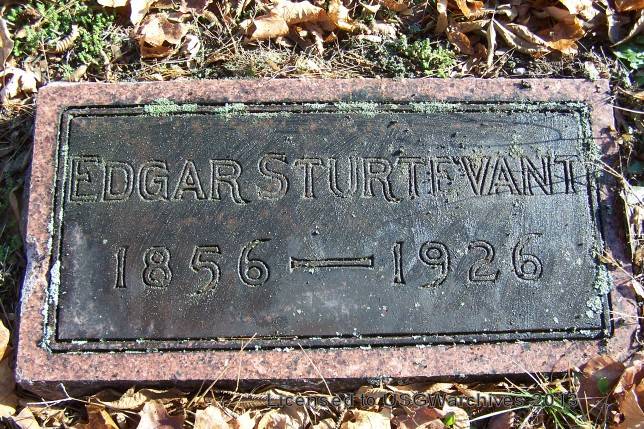 EDGAR STURTEVANT
1856 — 1926
Licensed to USGWarchives 2013